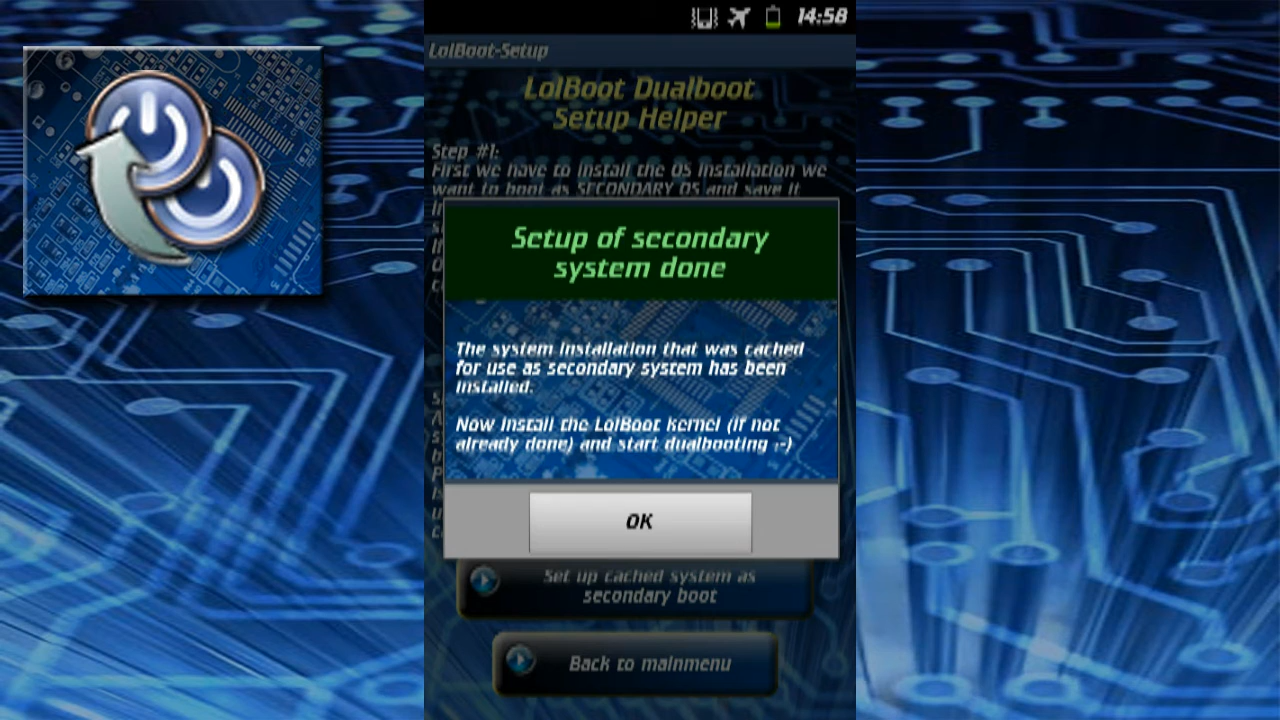 14:58
LolBoot-Setup
LolBoot Dualboot
Setup Helper
Step #1:
First we have to install the OS installation we
want to boot as SECONDARY OS and save it
Setup of secondary
system done
The system installation that was cached
for use as secondary system has been
installed.
Now install the LolBoot kernel (if not
already done) and start dualbooting :-)
OK
Set up cached system as
secondary boot
Back to mainmenu